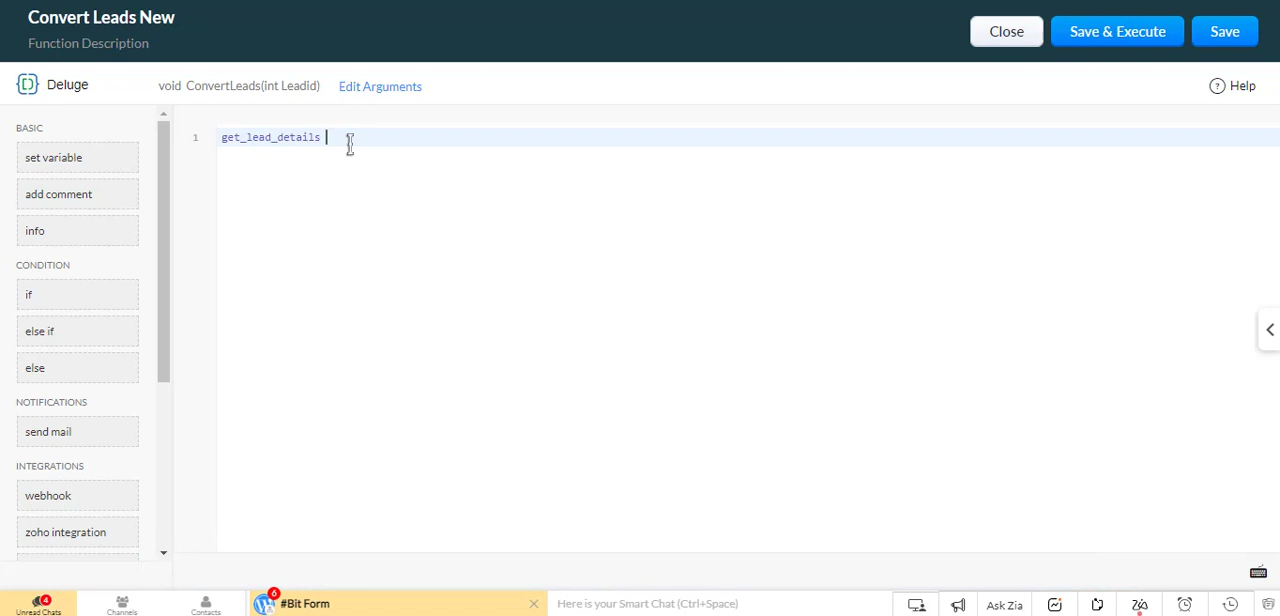 Convert Leads New
Function Description
Close
Save & Execute
Save
Deluge
void ConvertLeads(int Leadid)
Edit Arguments
? Help
BASIC
set variable
add comment
info
CONDITION
if
else if
else
NOTIFICATIONS
send mail
INTEGRATIONS
webhook
zoho integration
1 get_lead_details
4
Unread Chats
Channels
Contacts
6
#Bit Form
Here is your Smart Chat (Ctrl+Space)
Ask Zia